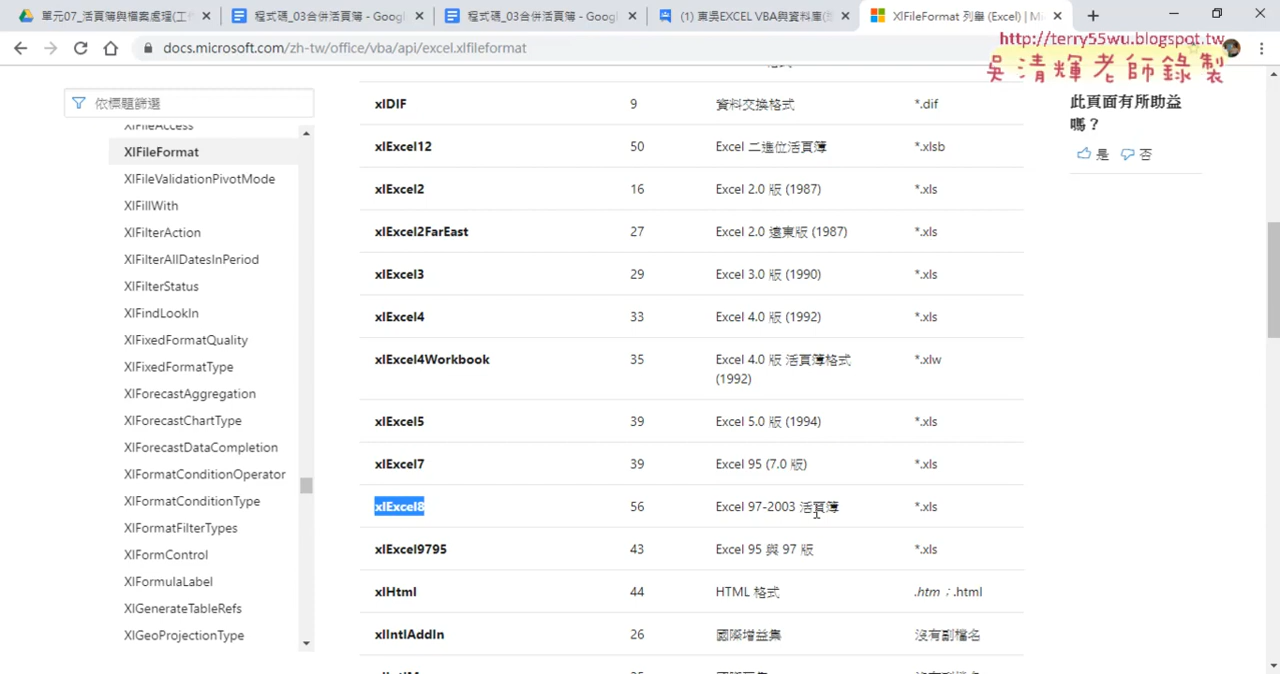 單元07_活頁簿與檔案處理(工作
程式碼_03合併活頁簿 - Googl
程式碼_03合併活頁簿 - Googl
(1) 東吳EXCEL VBA與資料庫(
XlFileFormat 列舉 (Excel) | M
docs.microsoft.com/zh-tw/office/vba/api/excel.xlfileformat
http://terry55wu.blogspot.tw
吳清輝老師錄製
依標題篩選
XlFileAccess
XlFileFormat
XlFileValidationPivotMode
XlFillWith
XlFilterAction
XlFilterAllDatesInPeriod
XlFilterStatus
XlFindLookIn
XlFixedFormatQuality
XlFixedFormatType
XlForecastAggregation
XlForecastChartType
XlForecastDataCompletion
XlFormatConditionOperator
XlFormatConditionType
XlFormatFilterTypes
XlFormControl
XlFormulaLabel
XlGenerateTableRefs
XlGeoProjectionType
格式
xlDIF 9 資料交換格式 *.dif
xlExcel12 50 Excel 二進位活頁簿 *.xlsb
xlExcel2 16 Excel 2.0 版 (1987) *.xls
xlExcel2FarEast 27 Excel 2.0 遠東版 (1987) *.xls
xlExcel3 29 Excel 3.0 版 (1990) *.xls
xlExcel4 33 Excel 4.0 版 (1992) *.xls
xlExcel4Workbook 35 Excel 4.0 版 活頁簿格式 *.xlw
(1992)
xlExcel5 39 Excel 5.0 版 (1994) *.xls
xlExcel7 39 Excel 95 (7.0 版) *.xls
xlExcel8 56 Excel 97-2003 活頁簿 *.xls
xlExcel9795 43 Excel 95 與 97 版 *.xls
xlHtml 44 HTML 格式 .htm；.html
xlIntlAddIn 26 國際增益集 沒有副檔名
此頁面有所助益
嗎？
是 否